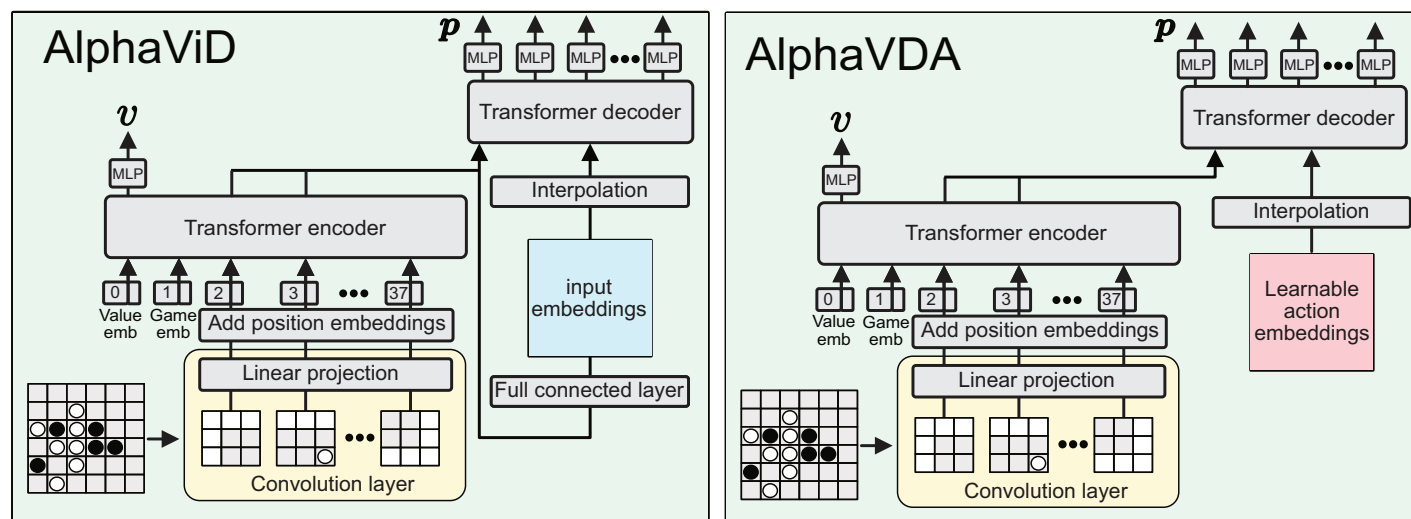 AlphaViD
p
MLP
MLP
MLP
•••
MLP
Transformer decoder
v
MLP
Interpolation
Transformer encoder
input
embeddings
0
1
2
3
•••
37
Value
emb
Game
emb
Add position embeddings
Linear projection
Full connected layer
•••
Convolution layer
AlphaVDA
p
MLP
MLP
MLP
•••
MLP
Transformer decoder
v
MLP
Interpolation
Transformer encoder
Learnable
action
embeddings
0
1
2
3
•••
37
Value
emb
Game
emb
Add position embeddings
Linear projection
•••
Convolution layer